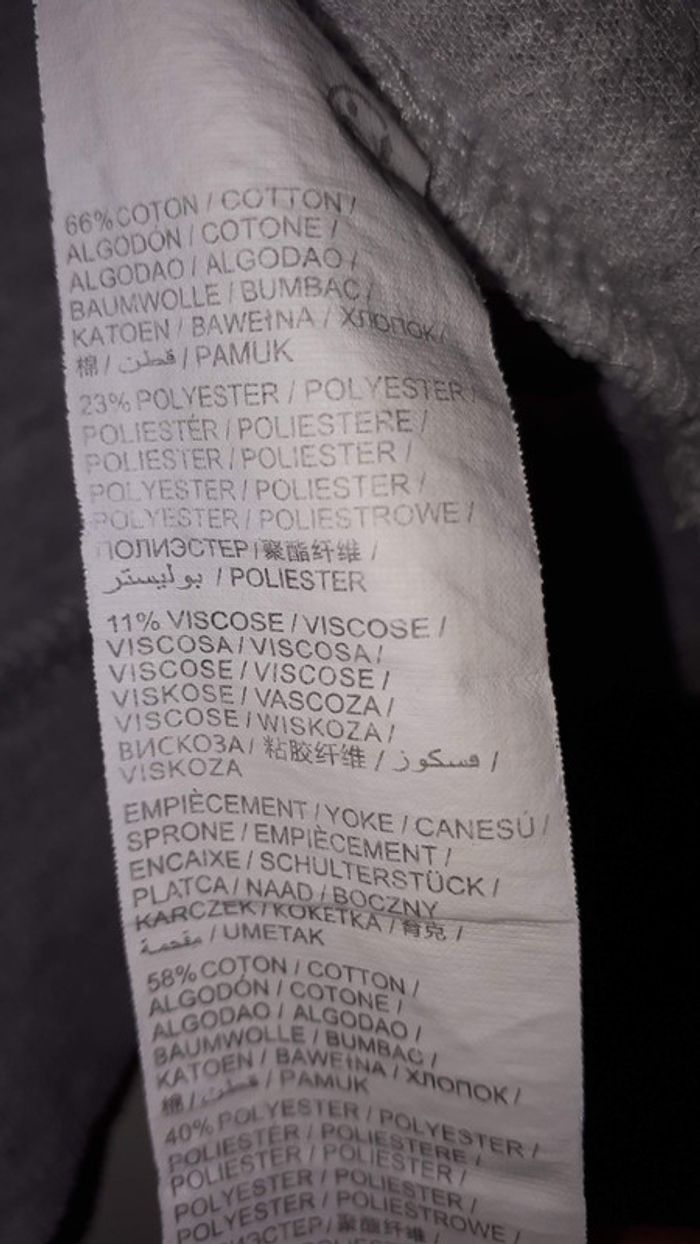 66% COTON / COTTON /
ALGODÓN / COTONE /
ALGODAO / ALGODAO /
BAUMWOLLE / BUMBAC /
KATOEN / BAWEŁNA / ХЛОПОК /
棉 / قطن / PAMUK
23% POLYESTER / POLYESTER /
POLIESTÉR / POLIESTERE /
POLIESTER / POLIESTER /
POLYESTER / POLIESTER /
POLYESTER / POLIESTROWE /
ПОЛИЭСТЕР / 聚酯纤维 /
بوليستر / POLIESTER
11% VISCOSE / VISCOSE /
VISCOSA / VISCOSA /
VISCOSE / VISCOSE /
VISKOSE / VASCOZA /
VISCOSE / WISKOZA /
ВИСКОЗА / 粘胶纤维 / فسكوز /
VISKOZA
EMPIÈCEMENT / YOKE / CANESÚ /
SPRONE / EMPIÈCEMENT /
ENCAIXE / SCHULTERSTÜCK /
PLATCA / NAAD / BOCZNY
KARCZEK / KOKETKA / 育克 /
مقحمة / UMETAK
58% COTON / COTTON /
ALGODÓN / COTONE /
ALGODAO / ALGODAO /
BAUMWOLLE / BUMBAC /
KATOEN / BAWEŁNA / ХЛОПОК /
棉 / قطن / PAMUK
40% POLYESTER / POLYESTER /
POLIESTÉR / POLIESTERE /
POLIESTER / POLIESTER /
POLYESTER / POLIESTER /
POLYESTER / POLIESTROWE /
聚酯纤维 /